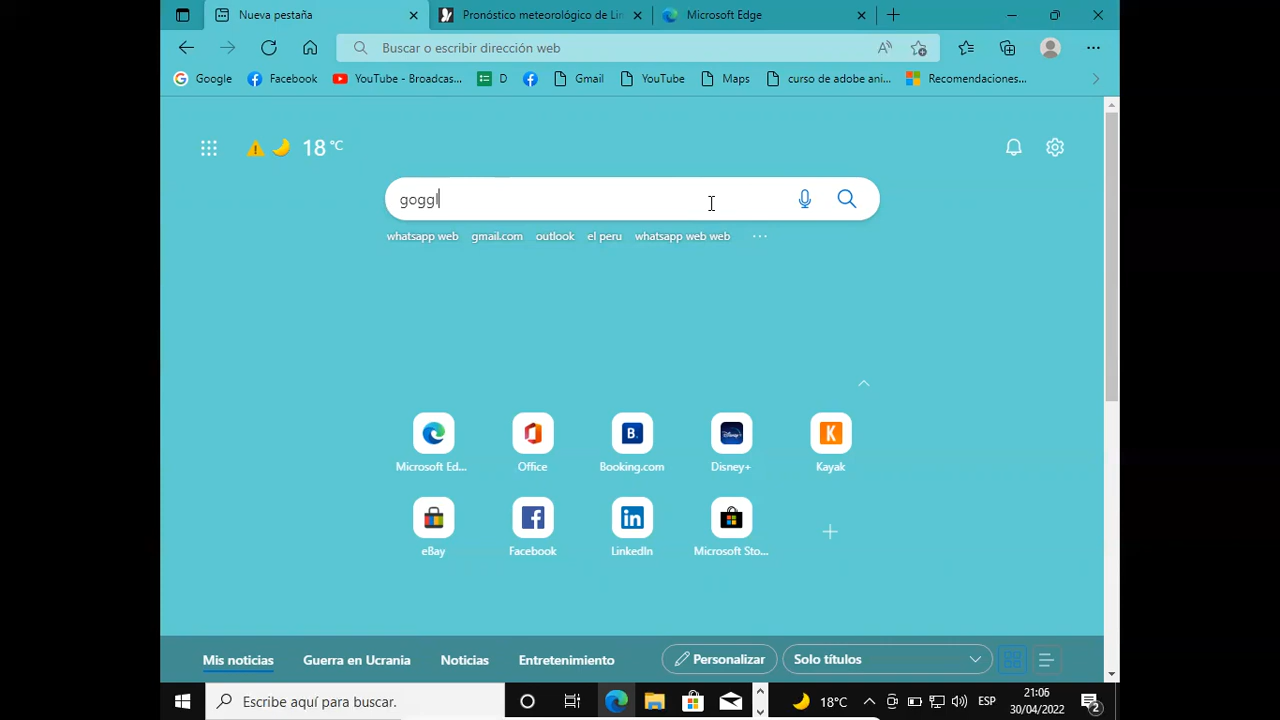 Nueva pestaña
Pronóstico meteorológico de Lin
Microsoft Edge
Buscar o escribir dirección web
Google
Facebook
YouTube - Broadcas...
D
Gmail
YouTube
Maps
curso de adobe ani...
Recomendaciones...
18 °C
goggl
whatsapp web
gmail.com
outlook
el peru
whatsapp web web
...
Microsoft Ed...
Office
B.
Booking.com
Disney+
Disney+
K
Kayak
eBay
Facebook
in
LinkedIn
Microsoft Sto...
Mis noticias
Guerra en Ucrania
Noticias
Entretenimiento
Personalizar
Solo títulos
Escribe aquí para buscar.
18°C
ESP
21:06
30/04/2022
2